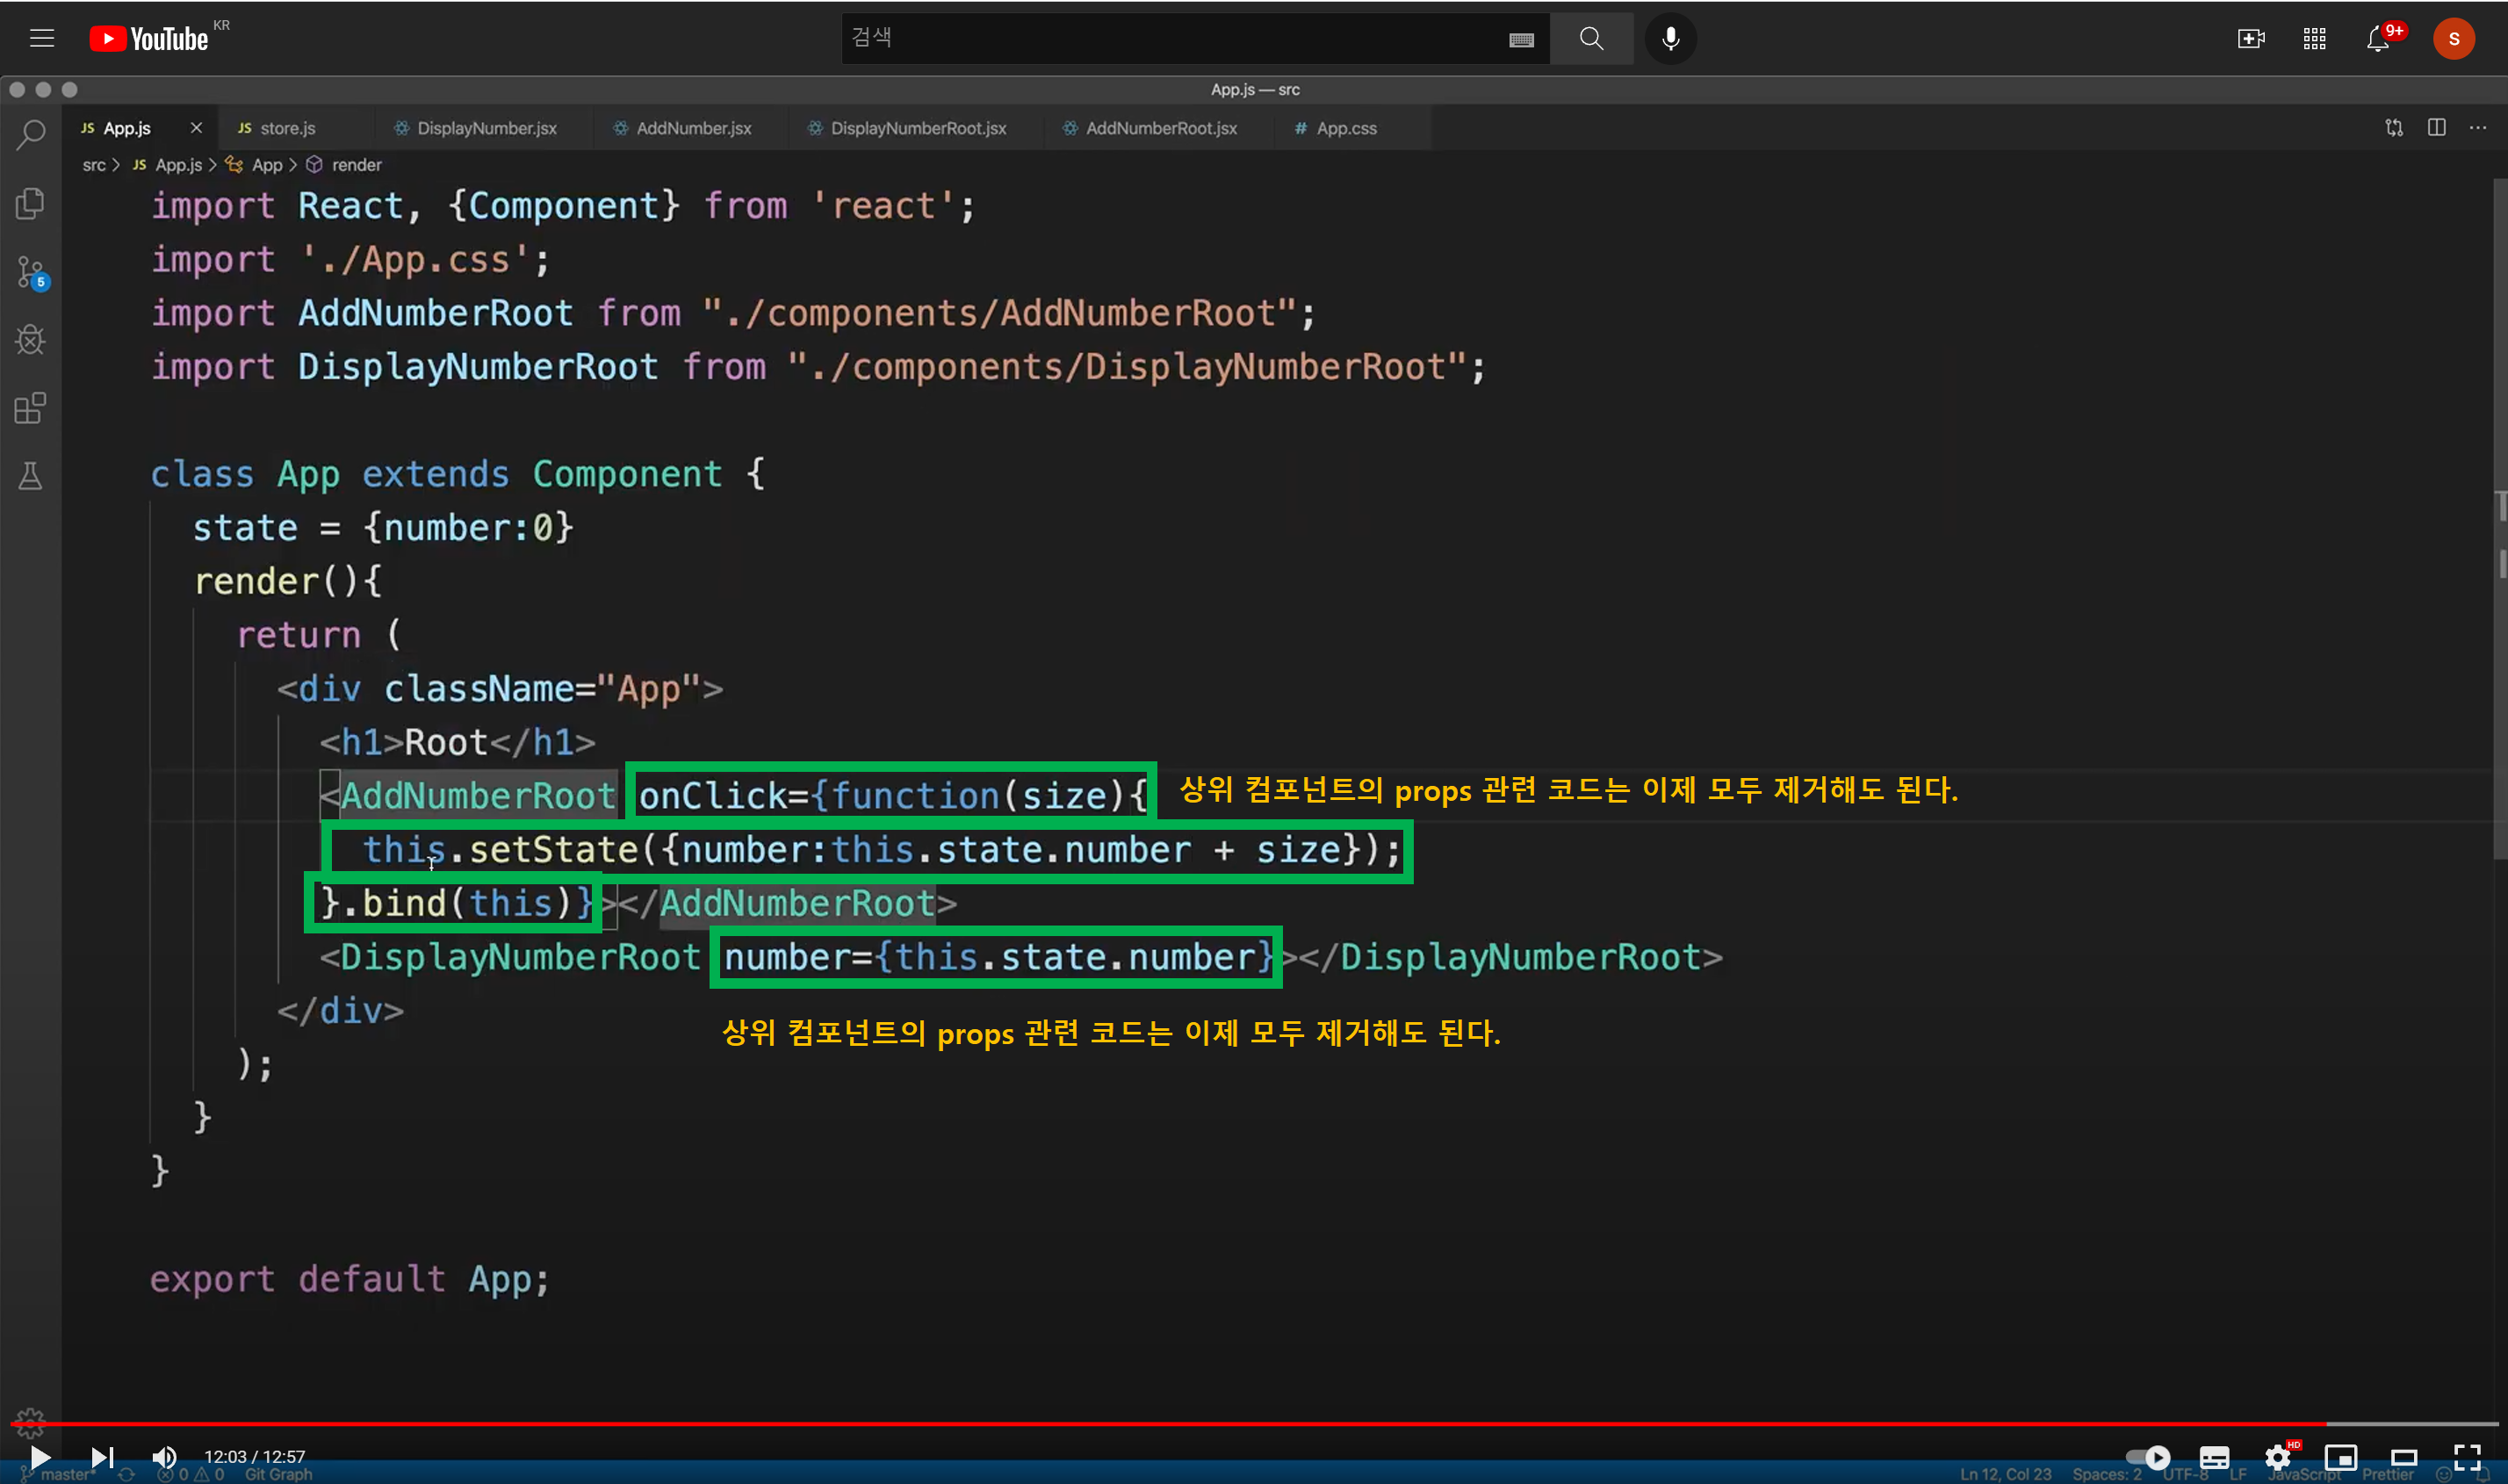 YouTube KR
검색
9+
S
App.js — src
JS App.js × JS store.js DisplayNumber.jsx AddNumber.jsx DisplayNumberRoot.jsx AddNumberRoot.jsx # App.css ...
src > JS App.js > App > render
5
import React, {Component} from 'react';
import './App.css';
import AddNumberRoot from "./components/AddNumberRoot";
import DisplayNumberRoot from "./components/DisplayNumberRoot";
class App extends Component {
state = {number:0}
render(){
return (
<div className="App">
<h1>Root</h1>
<AddNumberRoot onClick={function(size){ 상위 컴포넌트의 props 관련 코드는 이제 모두 제거해도 된다.
this.setState({number:this.state.number + size});
}.bind(this)}></AddNumberRoot>
<DisplayNumberRoot number={this.state.number}></DisplayNumberRoot>
</div>
상위 컴포넌트의 props 관련 코드는 이제 모두 제거해도 된다.
);
}
}
export default App;
12:03 / 12:57 HD
master* 0 0 Git Graph Ln 12, Col 23 Spaces: 2 UTF-8 LF JavaScript Prettier